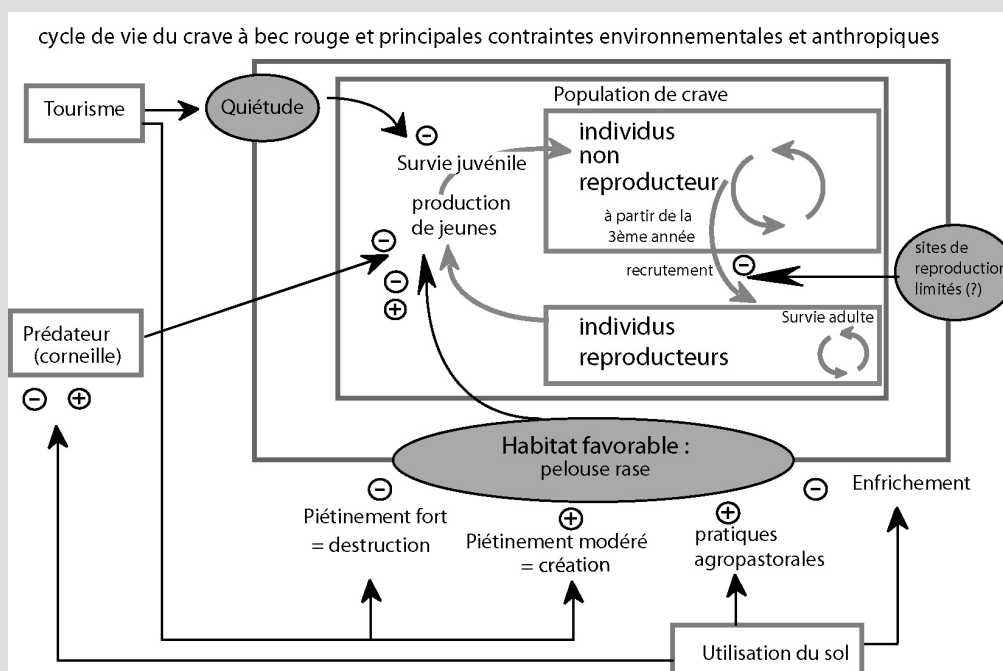 cycle de vie du crave à bec rouge et principales contraintes environnementales et anthropiques
Tourisme
Quiétude
Population de crave
individus
non
reproducteur
Survie juvénile
production
de jeunes
à partir de la
3ème année
recrutement
sites de
reproduction
limités (?)
Prédateur
(corneille)
individus
reproducteurs
Survie adulte
Habitat favorable :
pelouse rase
Enfrichement
Piétinement fort
= destruction
Piétinement modéré
= création
pratiques
agropastorales
Utilisation du sol